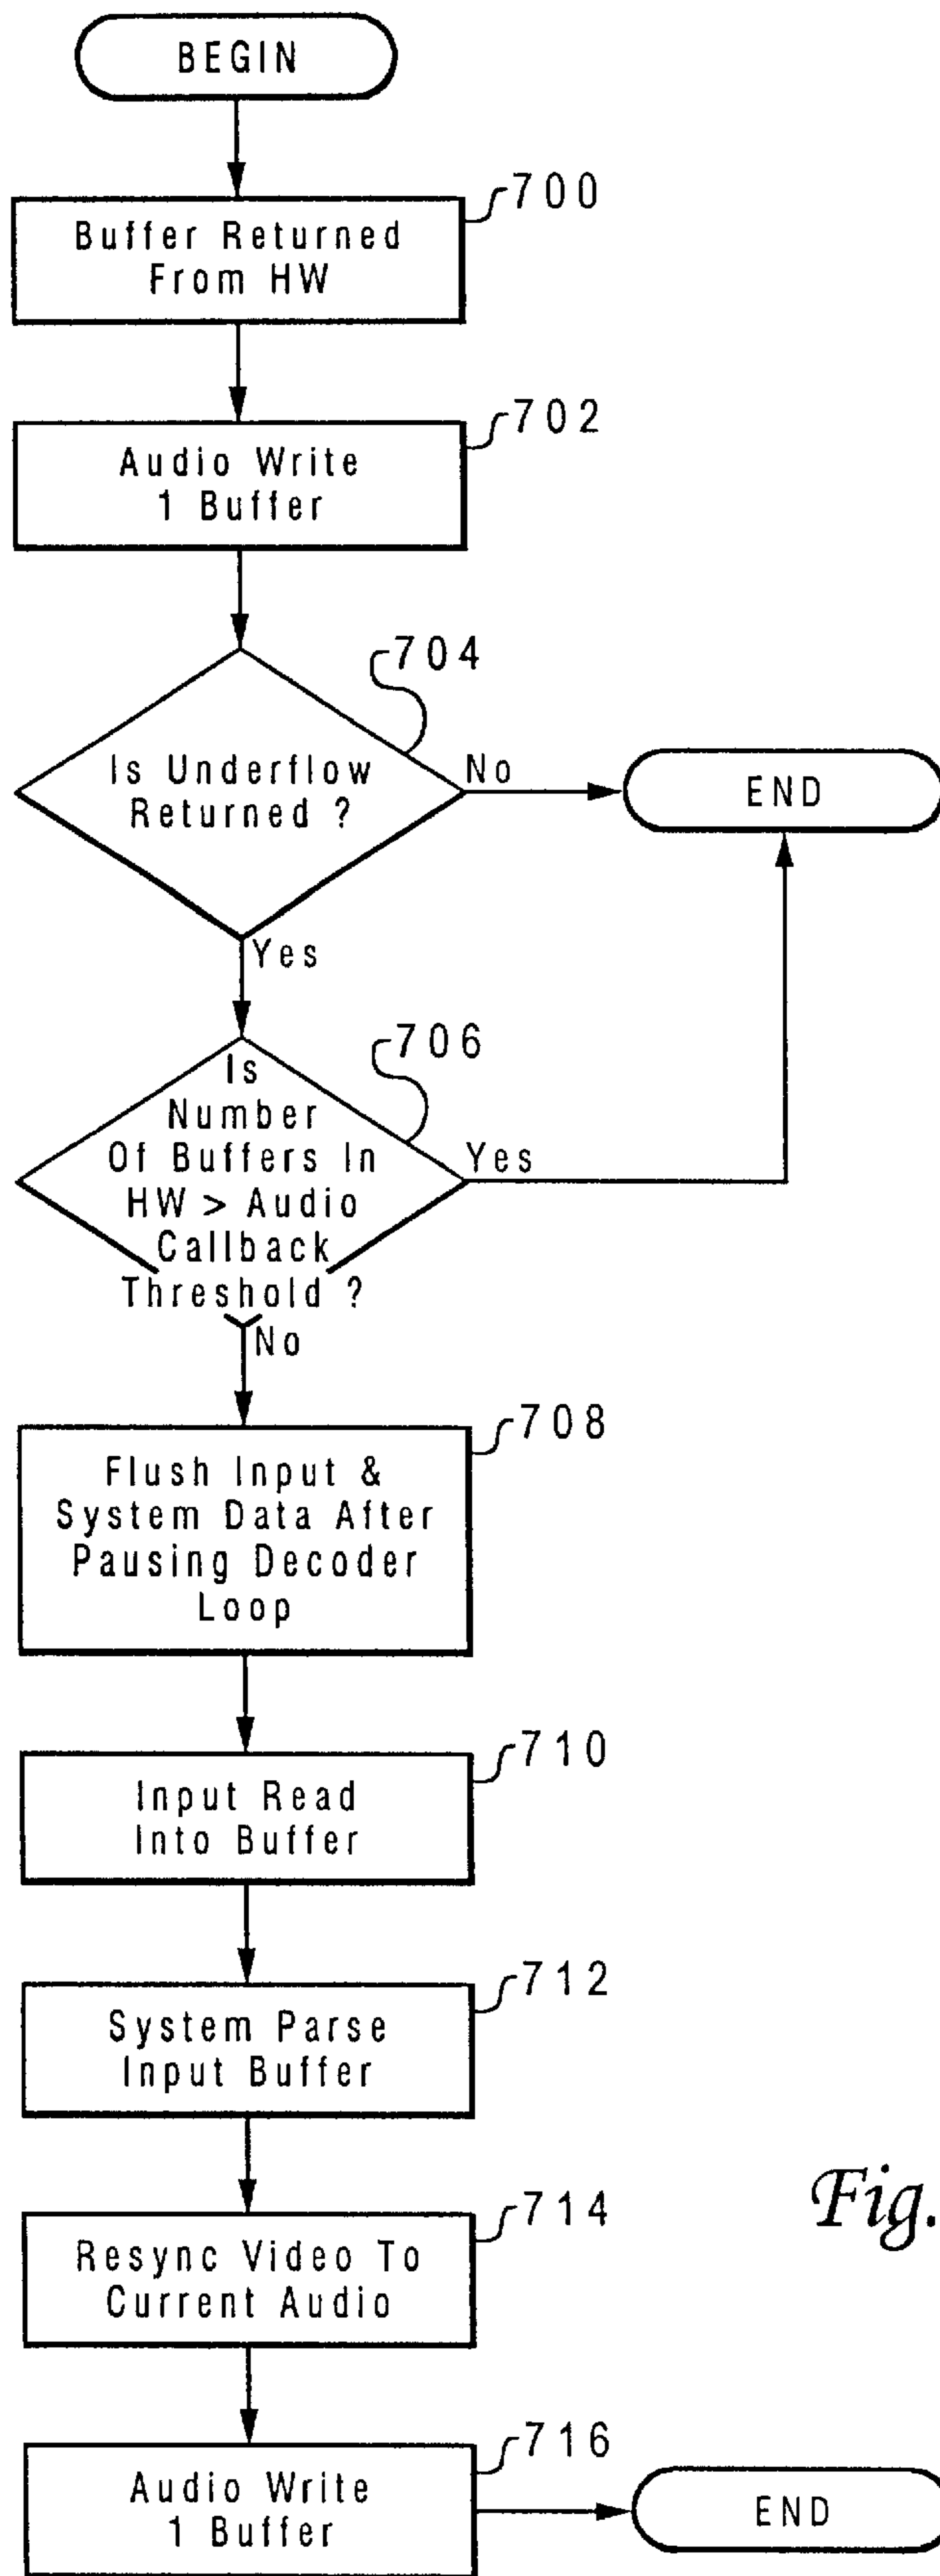 BEGIN
700
Buffer Returned
From HW
702
Audio Write
1 Buffer
704
Is Underflow
Returned ?
No
END
Yes
706
Is
Number
Of Buffers In
HW > Audio
Callback
Threshold ?
Yes
No
708
Flush Input &
System Data After
Pausing Decoder
Loop
710
Input Read
Into Buffer
712
System Parse
Input Buffer
714
Resync Video To
Current Audio
Fig.
716
Audio Write
1 Buffer
END